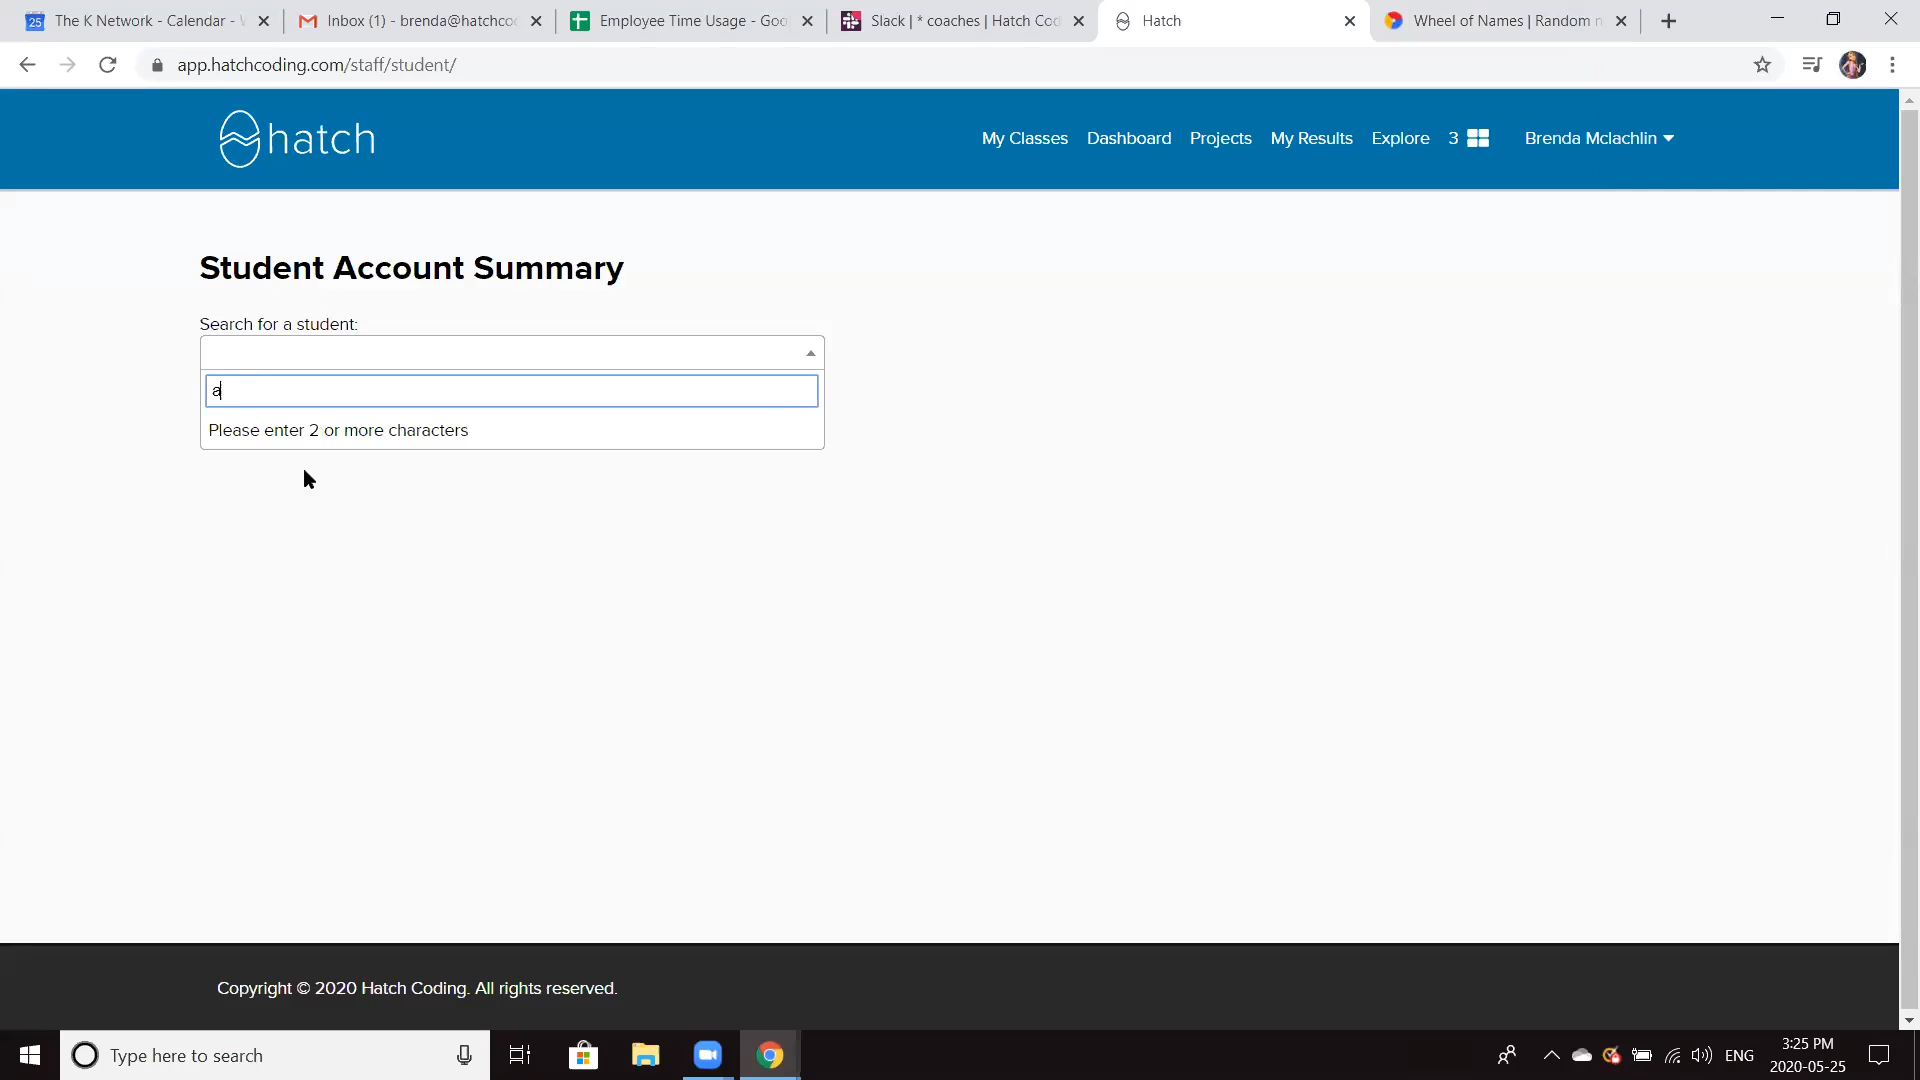 25 The K Network - Calendar -
Inbox (1) - brenda@hatchco
Employee Time Usage - Goo
Slack | * coaches | Hatch Cod
Hatch
Wheel of Names | Random n
app.hatchcoding.com/staff/student/
hatch
My Classes Dashboard Projects My Results Explore 3 Brenda Mclachlin
Student Account Summary
Search for a student:
a
Please enter 2 or more characters
Copyright © 2020 Hatch Coding. All rights reserved.
Type here to search
ENG
3:25 PM
2020-05-25